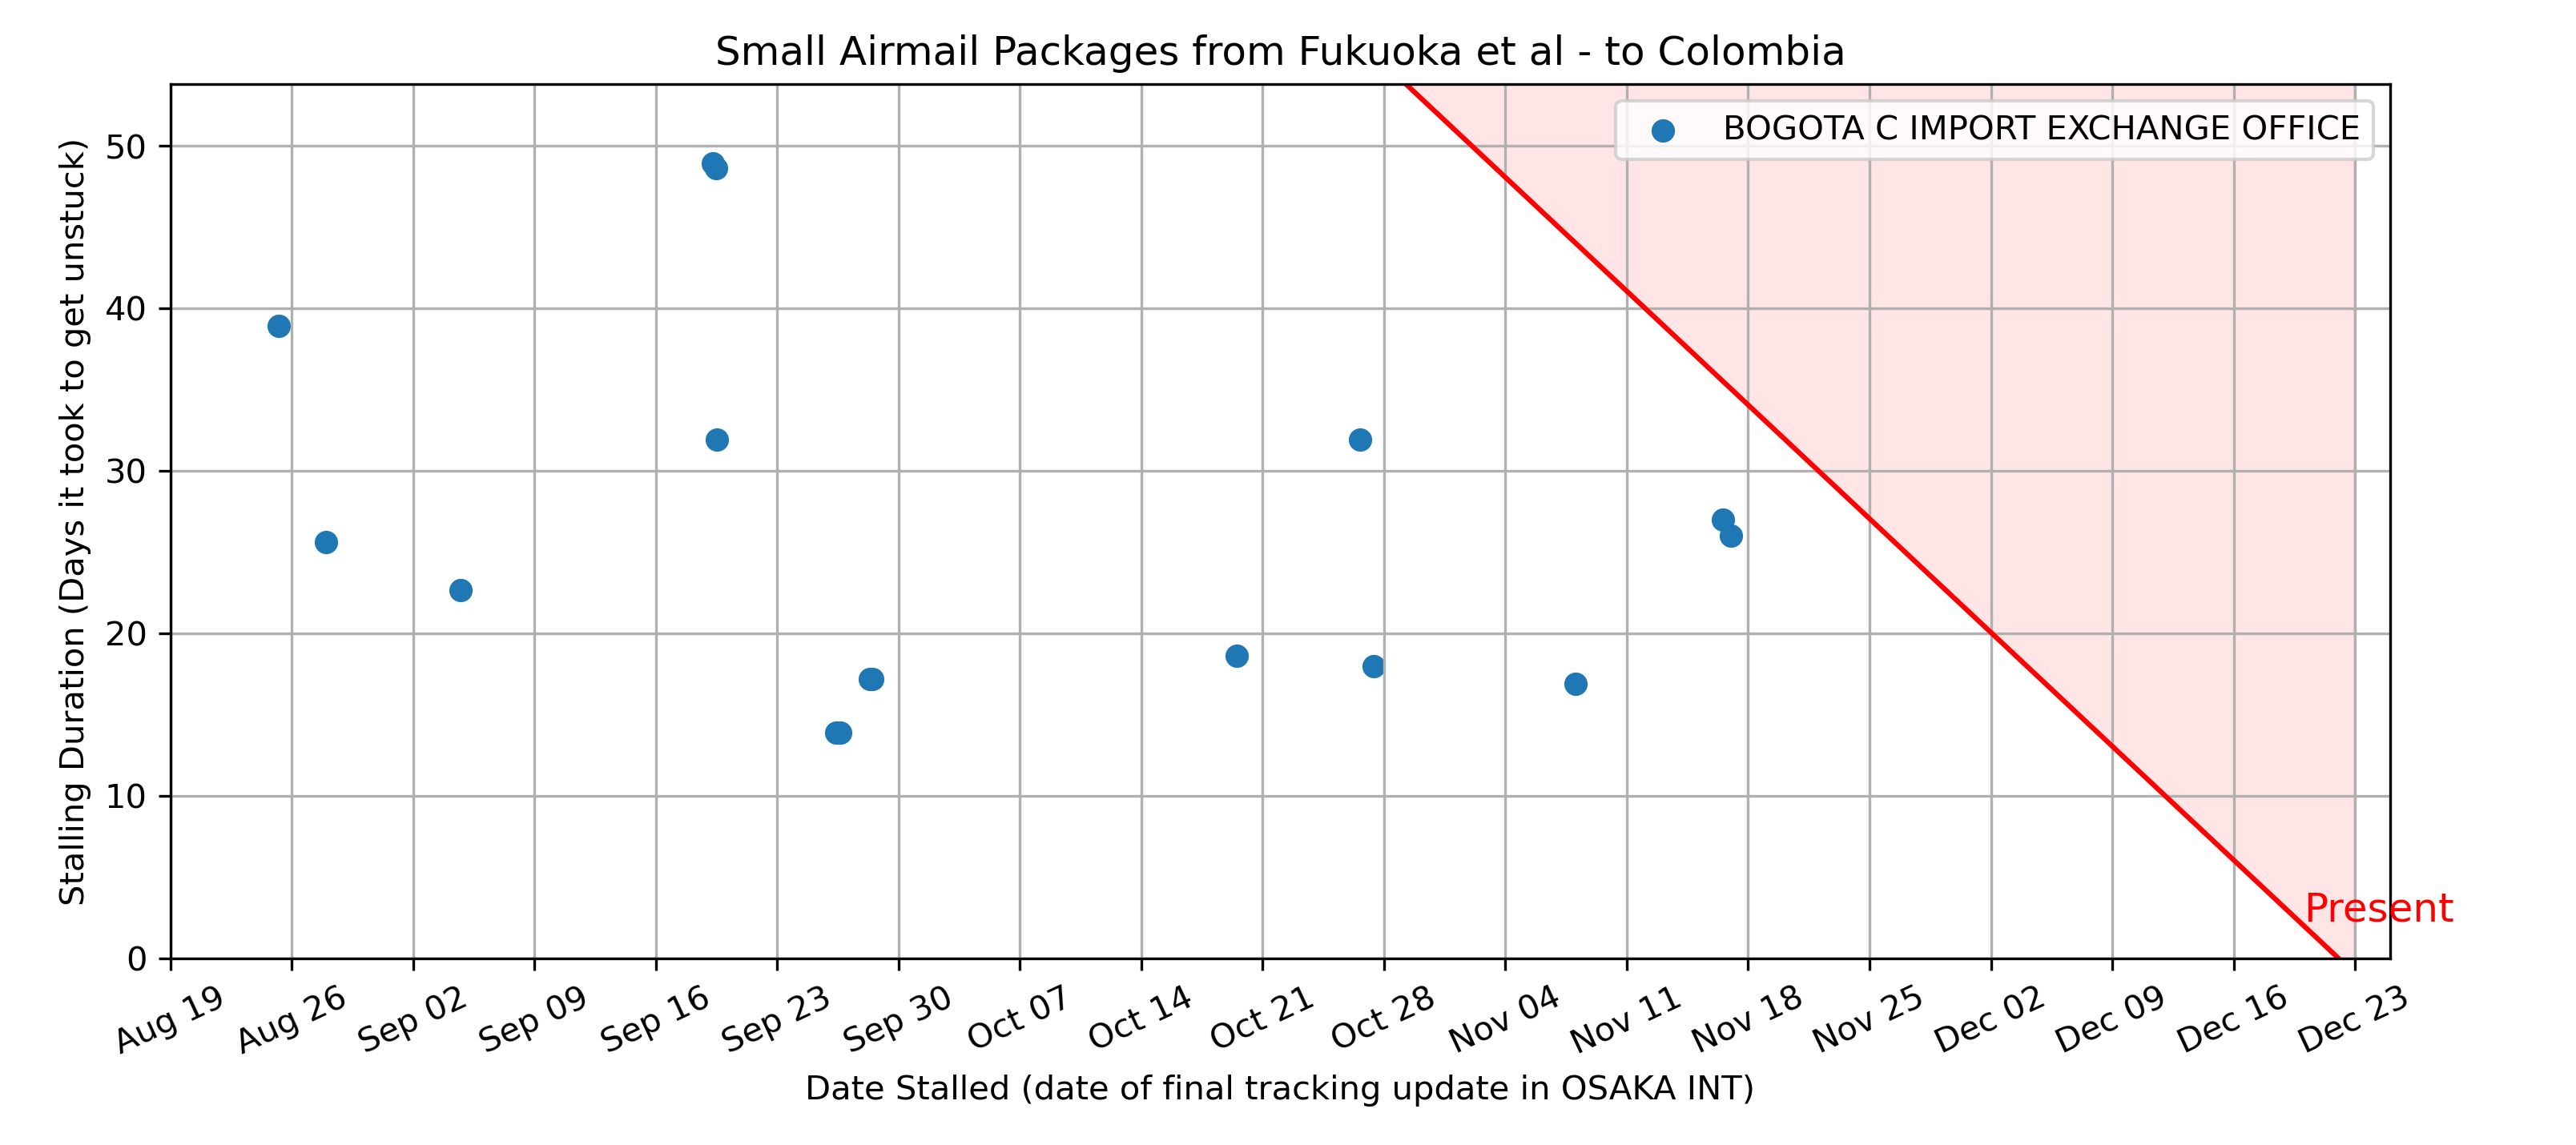 Small Airmail Packages from Fukuoka et al - to Colombia
BOGOTA C IMPORT EXCHANGE OFFICE
Stalling Duration (Days it took to get unstuck)
50
40
30
20
10
0
Present
Aug 19
Aug 26
Sep 02
Sep 09
Sep 16
Sep 23
Sep 30
Oct 07
Oct 14
Oct 21
Oct 28
Nov 04
Nov 11
Nov 18
Nov 25
Dec 02
Dec 09
Dec 16
Dec 23
Date Stalled (date of final tracking update in OSAKA INT)